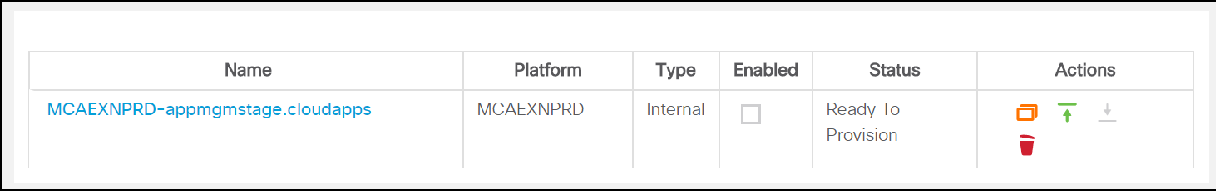 Name Platform Type Enabled Status Actions
MCAEXNPRD-appmgmstage.cloudapps MCAEXNPRD Internal Ready To
Provision